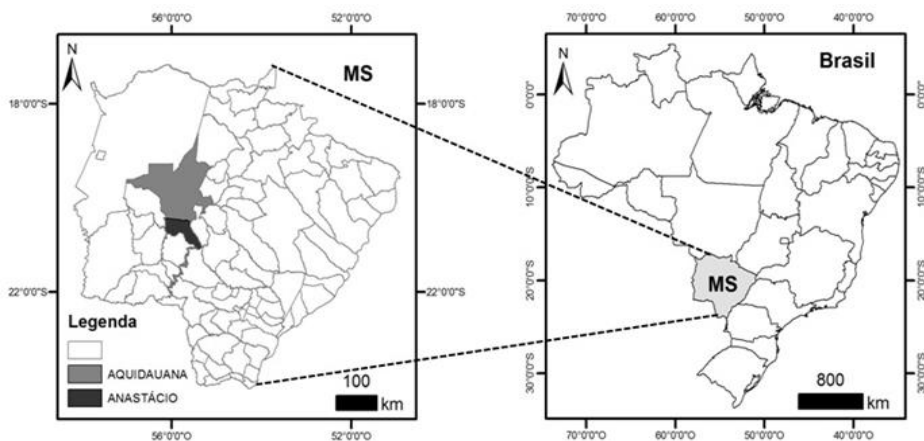 56°0'0"O 52°0'0"O
N
MS
18°0'0"S
22°0'0"S
Legenda
AQUIDAUANA
ANASTÁCIO
100
km
56°0'0"O 52°0'0"O
18°0'0"S
22°0'0"S
70°0'0"O 60°0'0"O 50°0'0"O 40°0'0"O
N
Brasil
0°0'0"
10°0'0"S
20°0'0"S
30°0'0"S
MS
800
km
0°0'0"
10°0'0"S
20°0'0"S
30°0'0"S
70°0'0"O 60°0'0"O 50°0'0"O 40°0'0"O